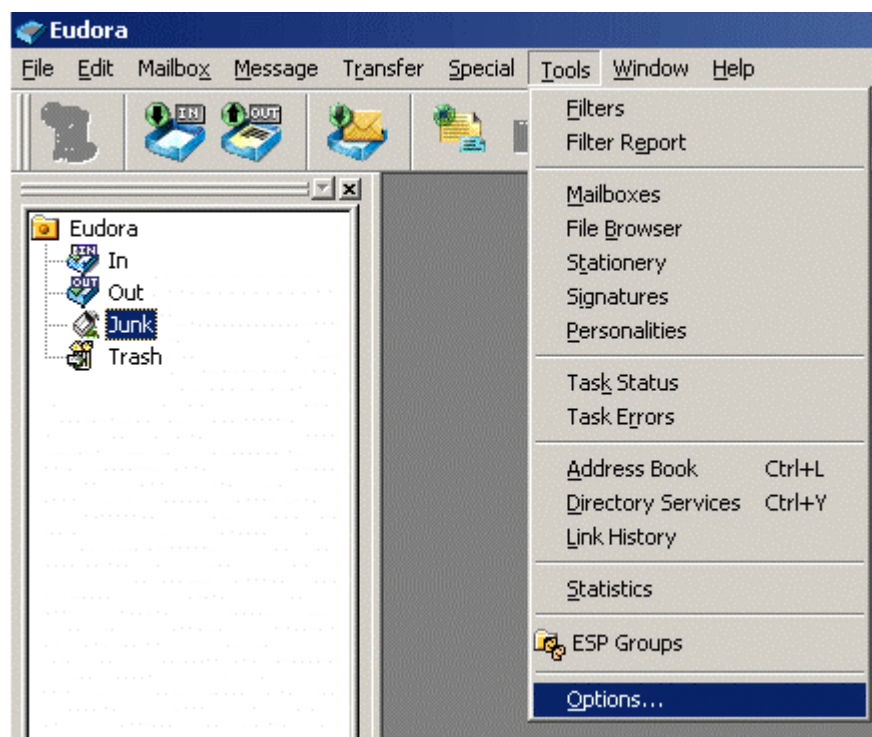 Eudora
File Edit Mailbox Message Transfer Special Tools Window Help
IN OUT
Eudora
In
Out
Junk
Trash
Filters
Filter Report
Mailboxes
File Browser
Stationery
Signatures
Personalities
Task Status
Task Errors
Address Book Ctrl+L
Directory Services Ctrl+Y
Link History
Statistics
ESP Groups
Options...